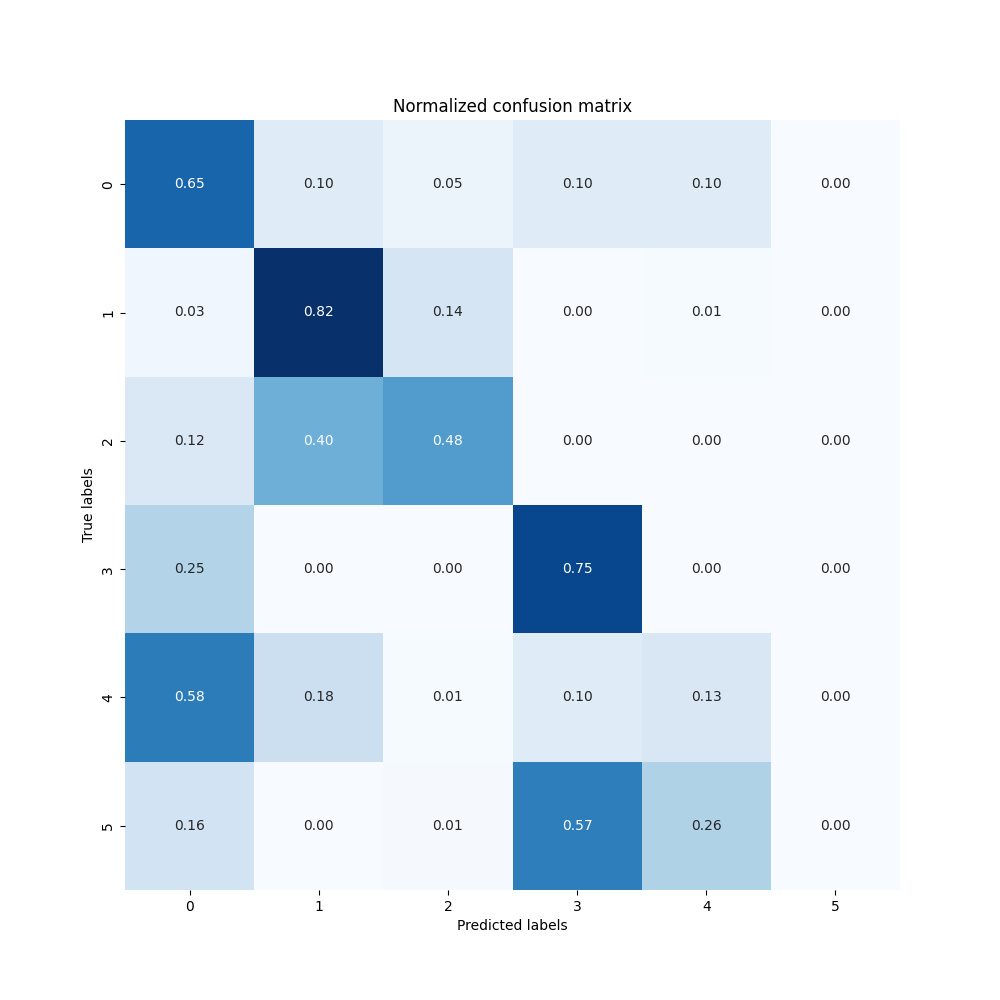 Normalized confusion matrix
True labels
0 0.65 0.10 0.05 0.10 0.10 0.00
1 0.03 0.82 0.14 0.00 0.01 0.00
2 0.12 0.40 0.48 0.00 0.00 0.00
3 0.25 0.00 0.00 0.75 0.00 0.00
4 0.58 0.18 0.01 0.10 0.13 0.00
5 0.16 0.00 0.01 0.57 0.26 0.00
0 1 2 3 4 5
Predicted labels